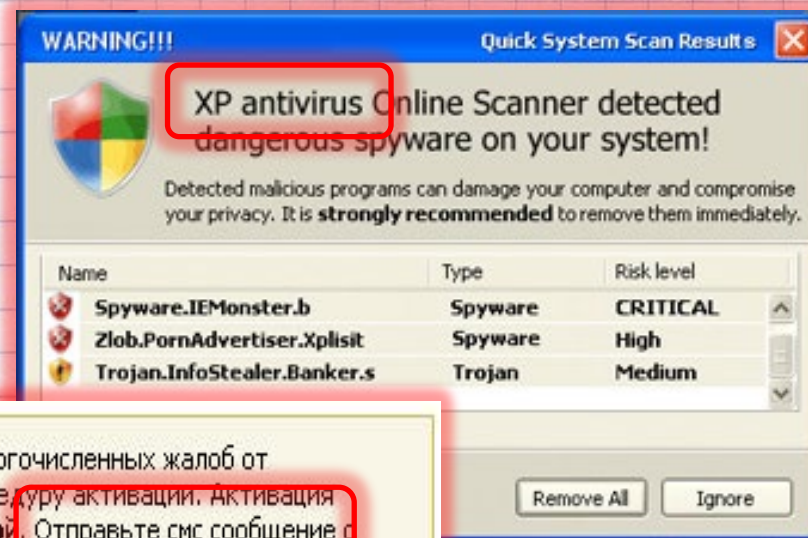 WARNING!!! Quick System Scan Results
XP antivirus Online Scanner detected
dangerous spyware on your system!
Detected malicious programs can damage your computer and compromise
your privacy. It is strongly recommended to remove them immediately.
Name Type Risk level
Spyware.IEMonster.b Spyware CRITICAL
Zlob.PornAdvertiser.Xplisit Spyware High
Trojan.InfoStealer.Banker.s Trojan Medium
Remove All Ignore
огочисленных жалоб от
едуру активации. Активация
й. Отправьте смс сообщение с